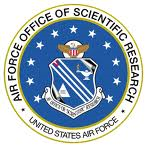 AIR FORCE OFFICE OF SCIENTIFIC RESEARCH
UNITED STATES AIR FORCE